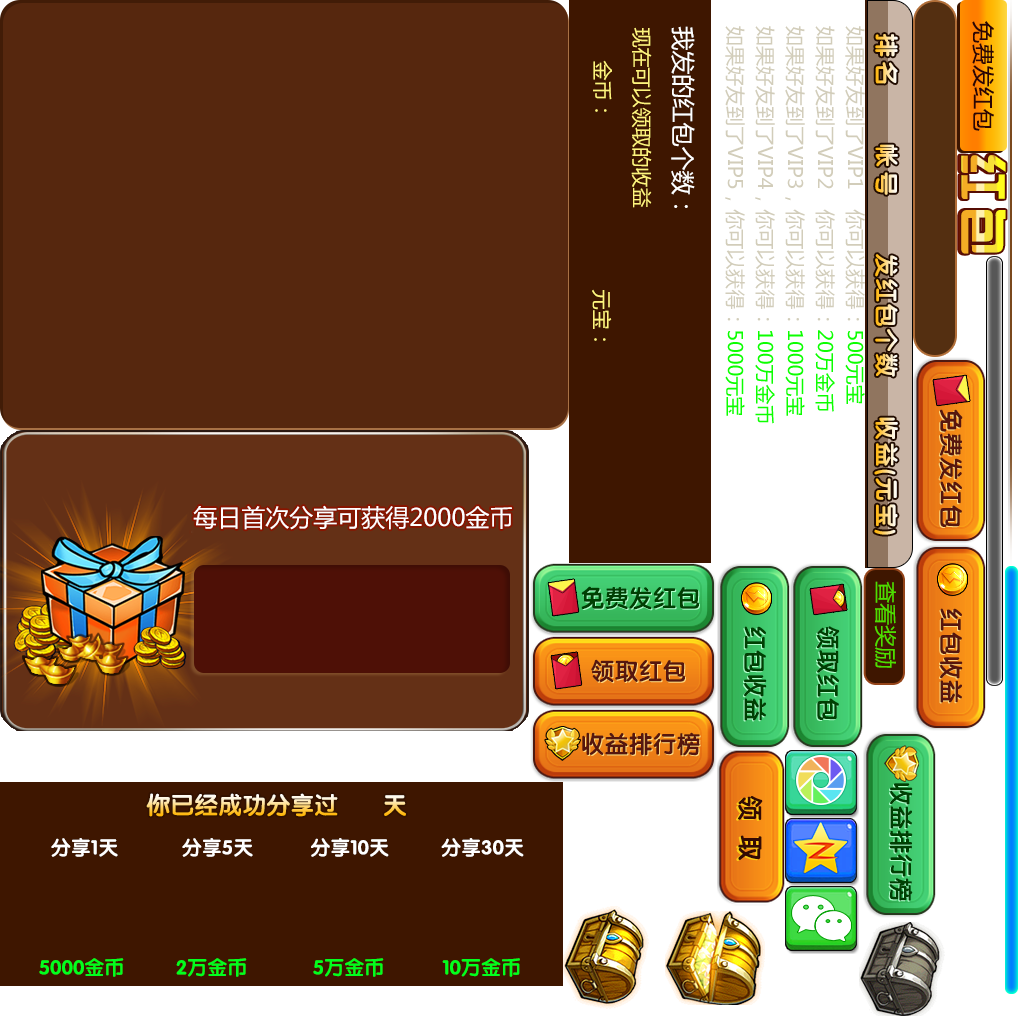 免费发红包
红包
排名 帐号 发红包个数 收益(元宝)
如果好友到了VIP1 你可以获得：500元宝
如果好友到了VIP2 你可以获得：20万金币
如果好友到了VIP3，你可以获得：1000元宝
如果好友到了VIP4，你可以获得：100万金币
如果好友到了VIP5，你可以获得：5000元宝
我发的红包个数：
现在可以领取的收益
金币： 元宝：
免费发红包
红包收益
每日首次分享可获得2000金币
免费发红包
领取红包
收益排行榜
红包收益
领取红包
查看奖励
领取
收益排行榜
你已经成功分享过 天
分享1天 分享5天 分享10天 分享30天
5000金币 2万金币 5万金币 10万金币